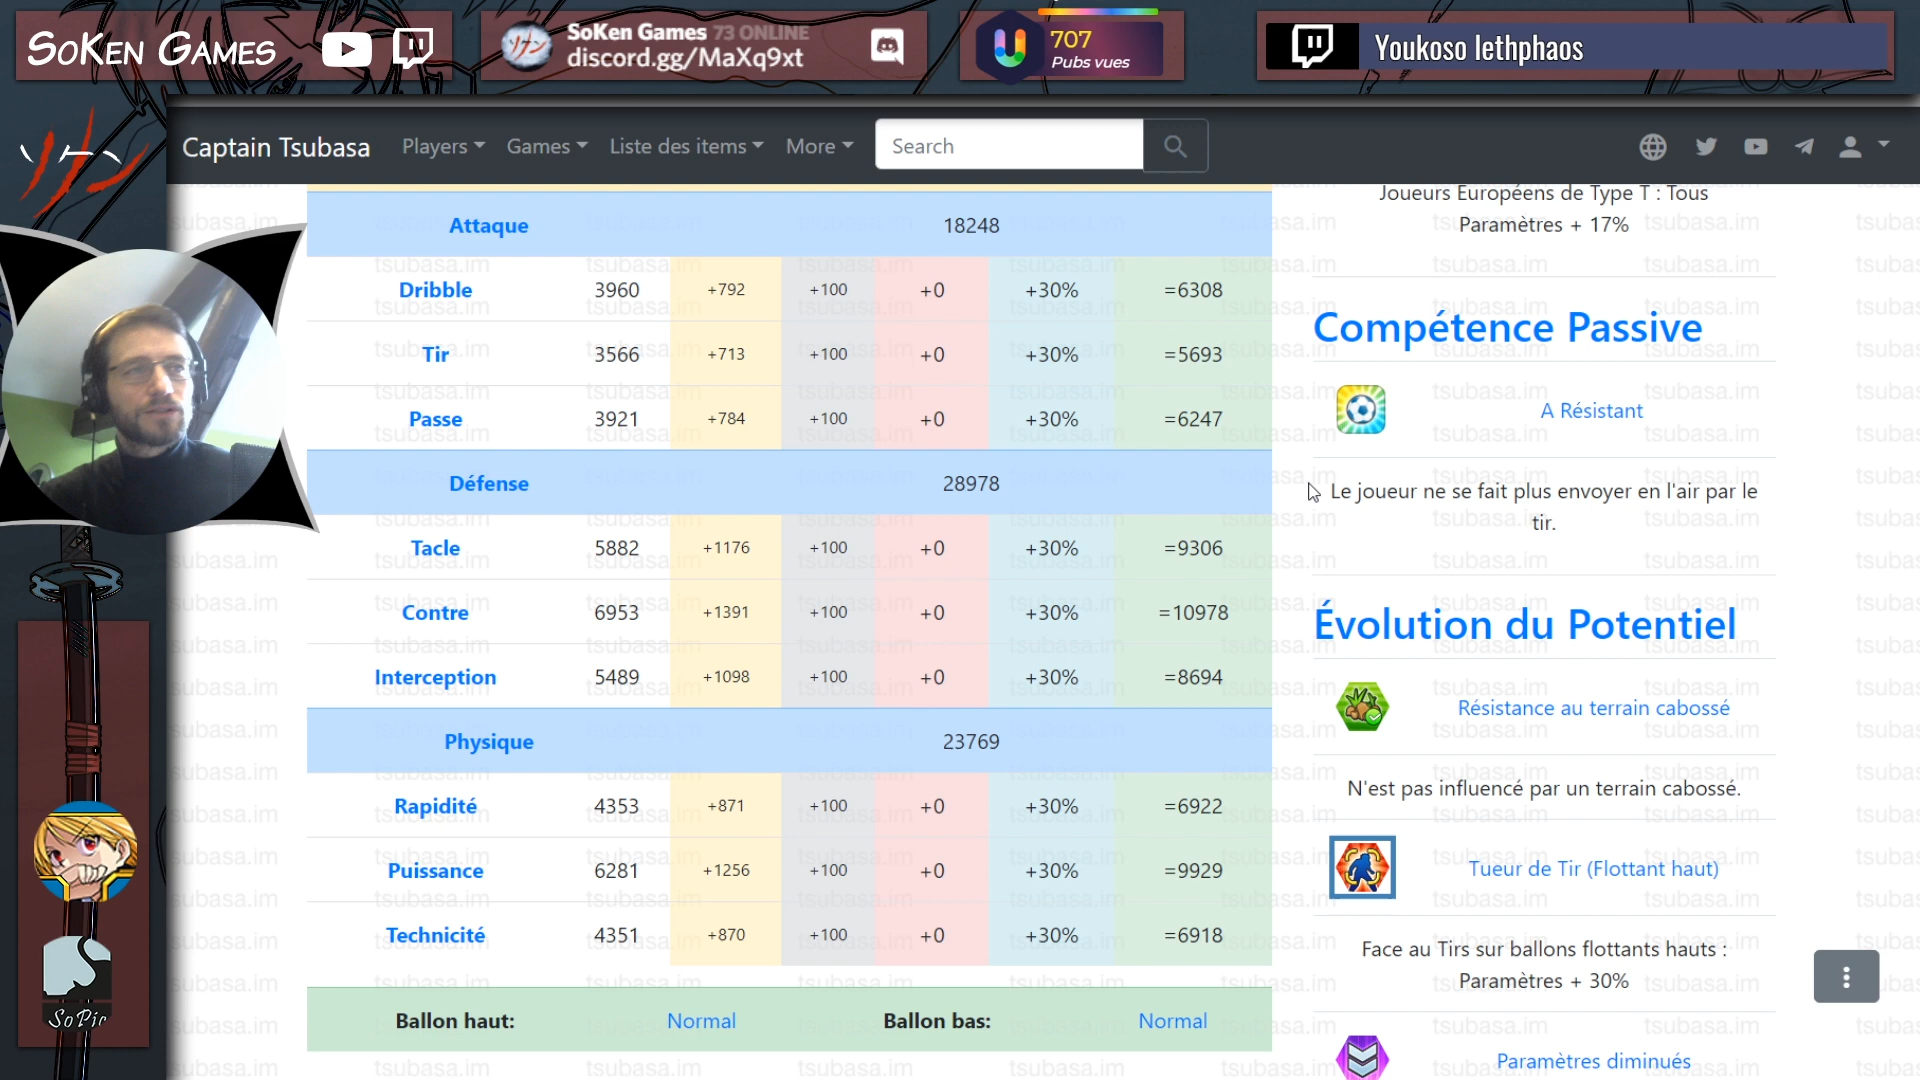 SoKen Games
SoKen Games 73 ONLINE
discord.gg/MaXq9xt
707
Pubs vues
Youkoso lethphaos
Captain Tsubasa
Players
Games
Liste des items
More
Search
Attaque 18248
Dribble 3960 +792 +100 +0 +30% =6308
Tir 3566 +713 +100 +0 +30% =5693
Passe 3921 +784 +100 +0 +30% =6247
Défense 28978
Tacle 5882 +1176 +100 +0 +30% =9306
Contre 6953 +1391 +100 +0 +30% =10978
Interception 5489 +1098 +100 +0 +30% =8694
Physique 23769
Rapidité 4353 +871 +100 +0 +30% =6922
Puissance 6281 +1256 +100 +0 +30% =9929
Technicité 4351 +870 +100 +0 +30% =6918
Ballon haut: Normal Ballon bas: Normal
Joueurs Européens de Type T : Tous
Paramètres + 17%
Compétence Passive
A Résistant
Le joueur ne se fait plus envoyer en l'air par le
tir.
Évolution du Potentiel
Résistance au terrain cabossé
N'est pas influencé par un terrain cabossé.
Tueur de Tir (Flottant haut)
Face au Tirs sur ballons flottants hauts :
Paramètres + 30%
Paramètres diminués
ソケン
SoPic
tsubasa.im